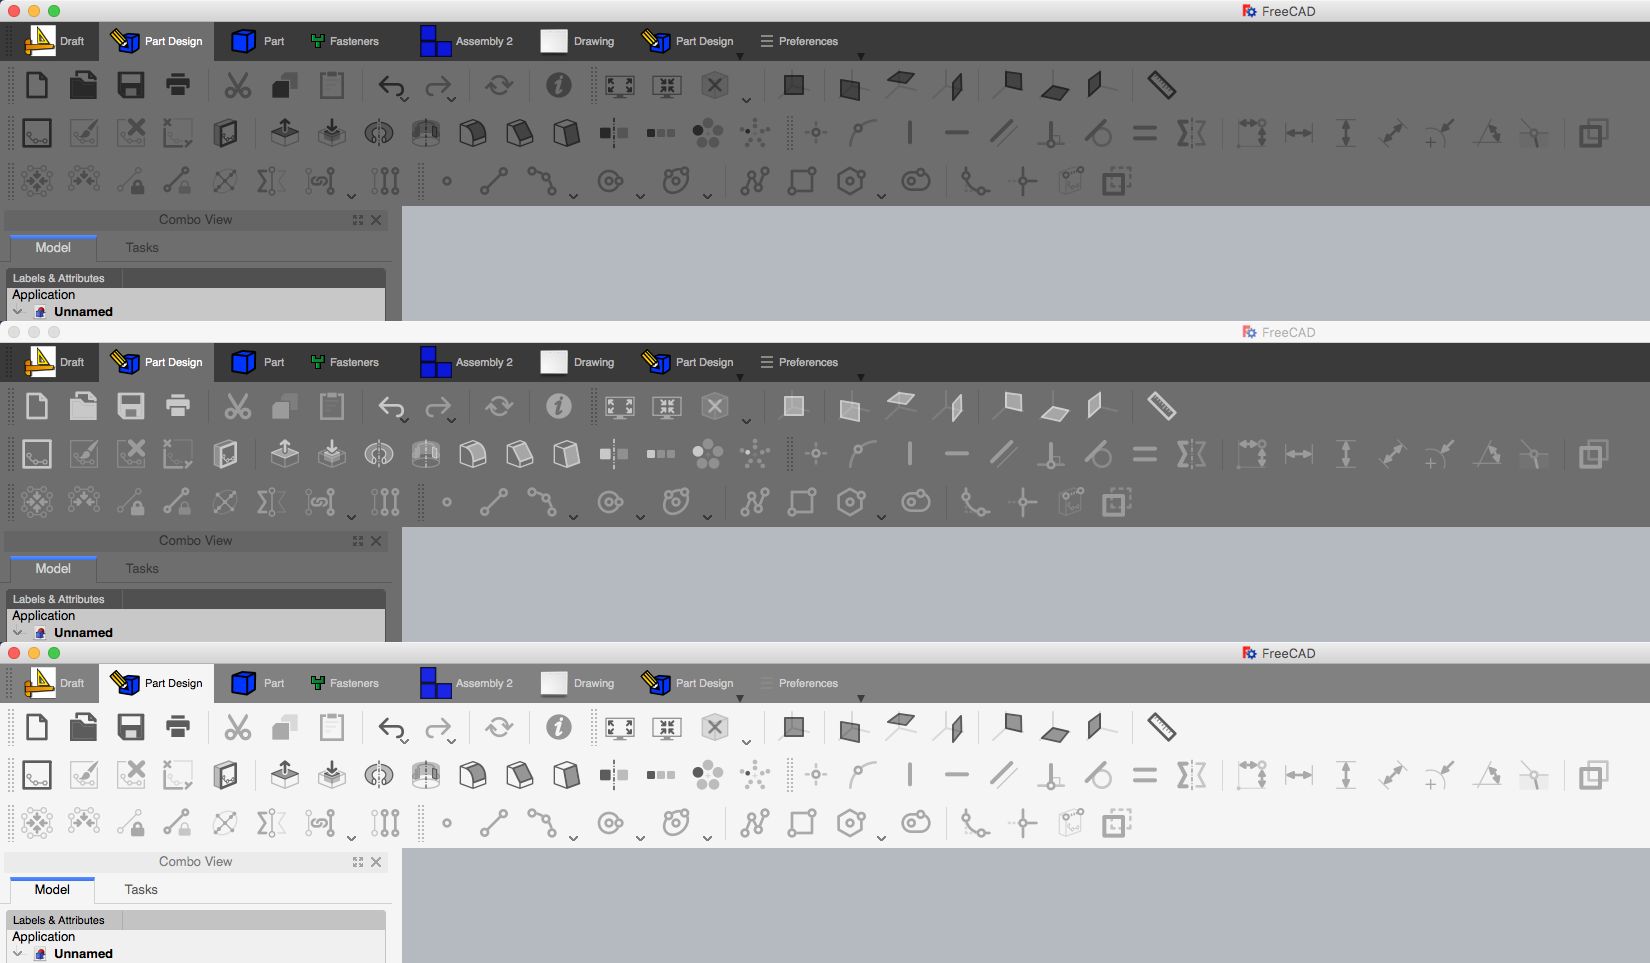 FreeCAD
Draft Part Design Part Fasteners Assembly 2 Drawing Part Design Preferences
Combo View
Model Tasks
Labels & Attributes
Application
Unnamed
FreeCAD
Draft Part Design Part Fasteners Assembly 2 Drawing Part Design Preferences
Combo View
Model Tasks
Labels & Attributes
Application
Unnamed
FreeCAD
Draft Part Design Part Fasteners Assembly 2 Drawing Part Design Preferences
Combo View
Model Tasks
Labels & Attributes
Application
Unnamed